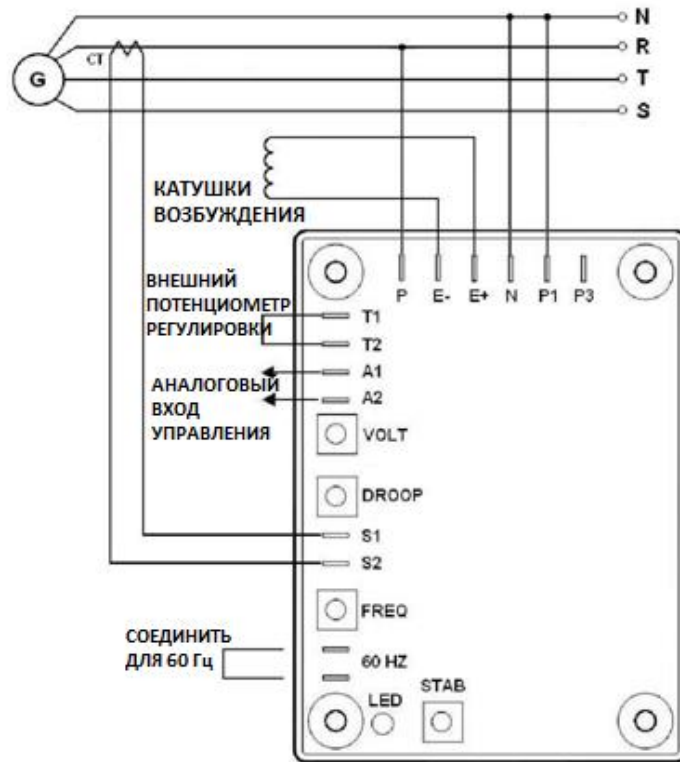 N
R
CT
G
T
S
КАТУШКИ
ВОЗБУЖДЕНИЯ
P E- E+ N P1 P3
ВНЕШНИЙ
ПОТЕНЦИОМЕТР
РЕГУЛИРОВКИ
T1
T2
A1
A2
АНАЛОГОВЫЙ
ВХОД
УПРАВЛЕНИЯ
VOLT
DROOP
S1
S2
FREQ
СОЕДИНИТЬ
ДЛЯ 60 Гц
60 HZ
LED
STAB